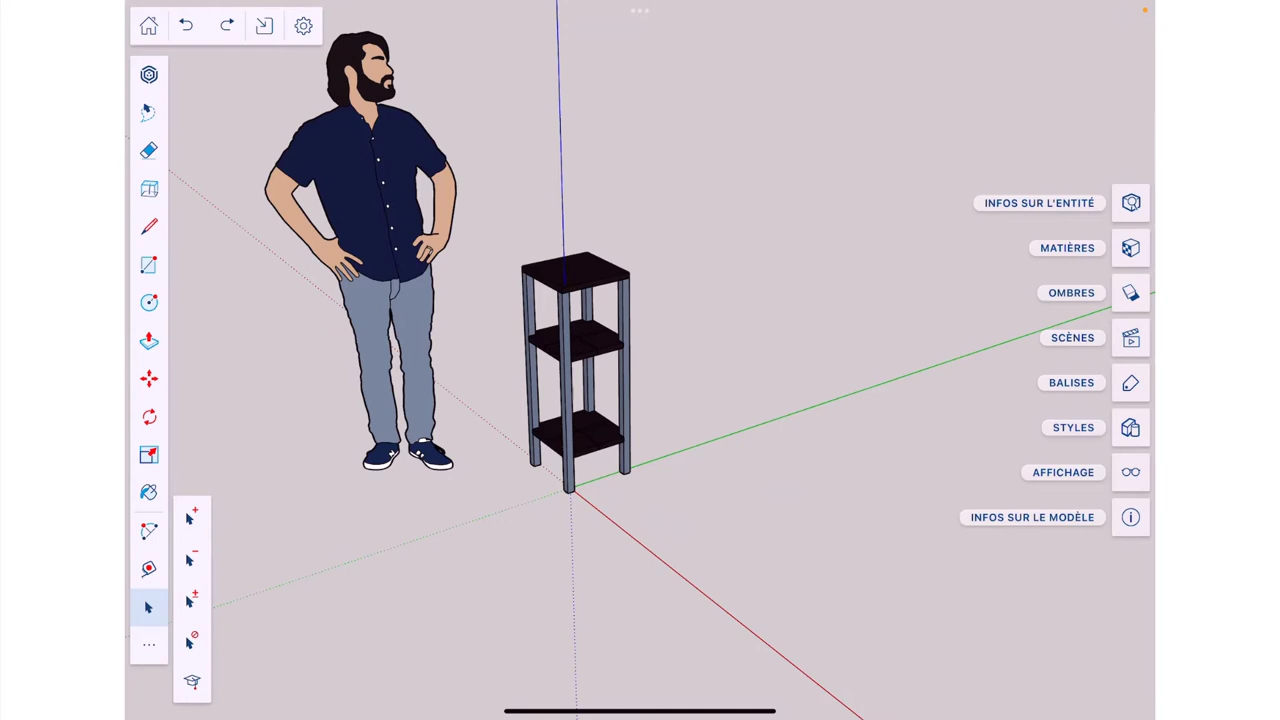 INFOS SUR L'ENTITÉ
MATIÈRES
OMBRES
SCÈNES
BALISES
STYLES
AFFICHAGE
INFOS SUR LE MODÈLE